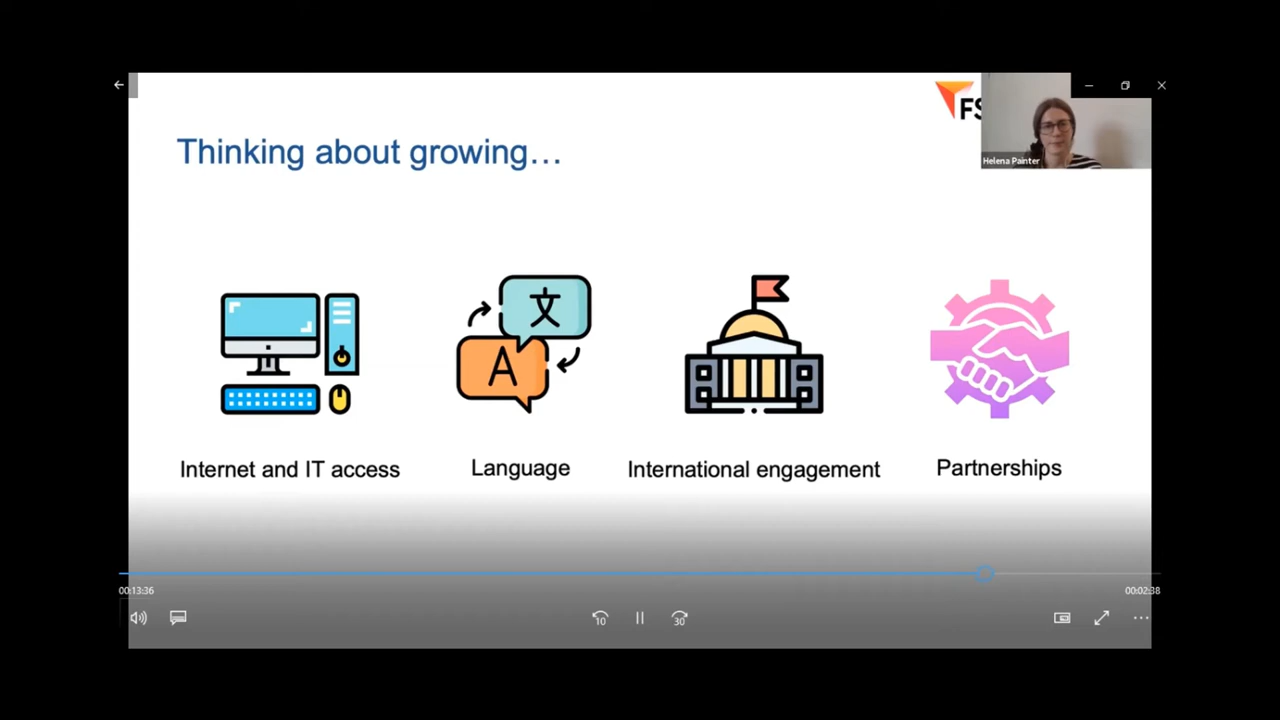 FS
Helena Painter
Thinking about growing…
文
A
Internet and IT access
Language
International engagement
Partnerships
00:13:36
00:02:38
10
30